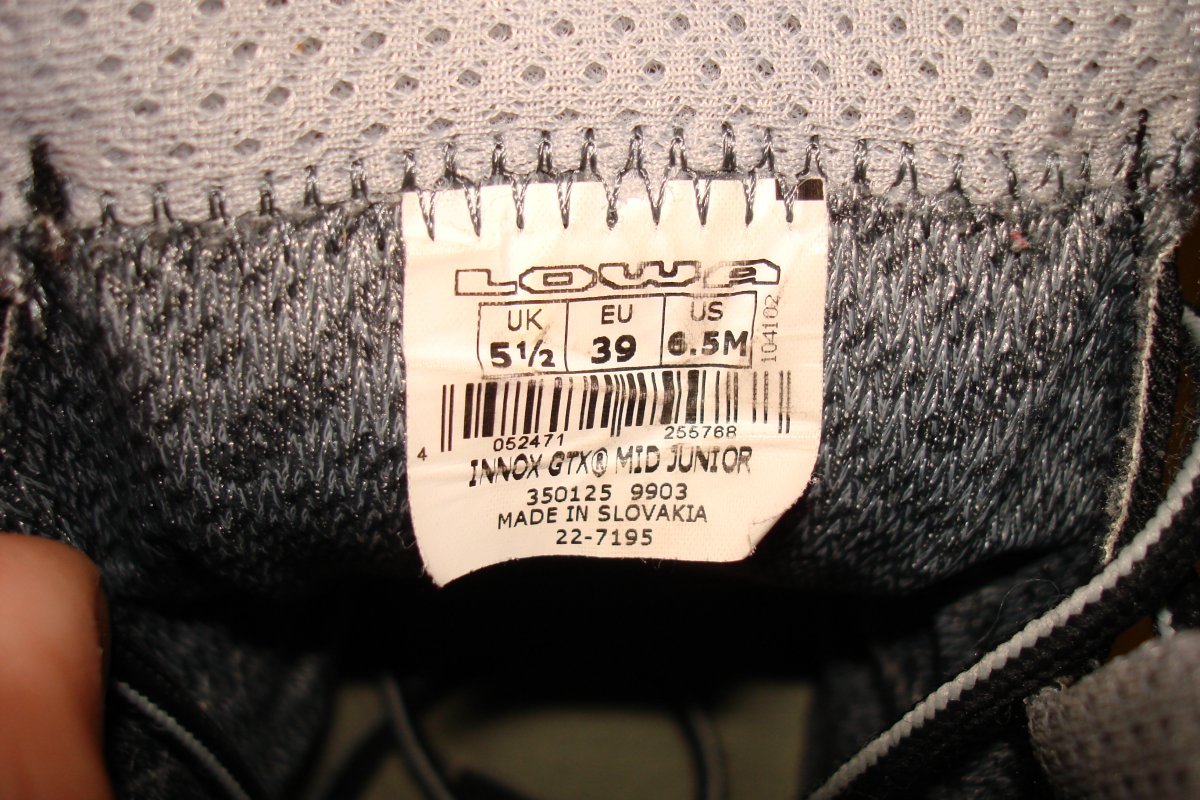 LOWA
UK EU US
5½ 39 6.5M
104102
4 052471 255768
INNOX GTX® MID JUNIOR
350125 9903
MADE IN SLOVAKIA
22-7195